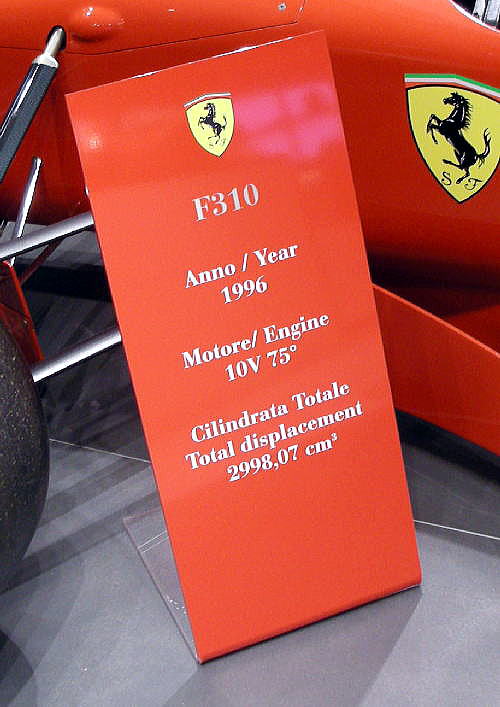 F310
Anno / Year
1996
Motore/ Engine
10V 75°
Cilindrata Totale
Total displacement
2998,07 cm³
S F